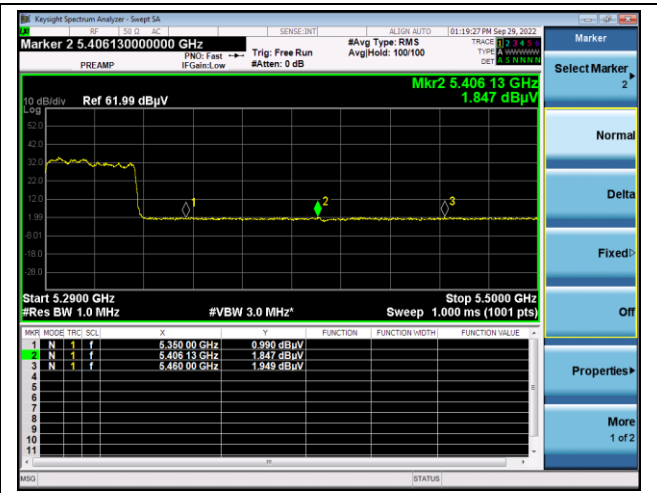 Keysight Spectrum Analyzer - Swept SA
RF 50 Ω AC SENSE:INT ALIGN AUTO 01:19:27 PM Sep 29, 2022
Marker 2 5.406130000000 GHz
PREAMP
PNO: Fast
IFGain:Low
Trig: Free Run
#Atten: 0 dB
#Avg Type: RMS
Avg|Hold: 100/100
TRACE 1 2 3 4 5 6
TYPE A WWWWW
DET A S N N N N
Mkr2 5.406 13 GHz
1.847 dBµV
10 dB/div Ref 61.99 dBµV
Log
52.0
42.0
32.0
22.0
12.0
1.99
-8.01
-18.0
-28.0
1
2
3
Start 5.2900 GHz
#Res BW 1.0 MHz
#VBW 3.0 MHz*
Stop 5.5000 GHz
Sweep 1.000 ms (1001 pts)
MKR MODE TRC SCL X Y FUNCTION FUNCTION WIDTH FUNCTION VALUE
1 N 1 f 5.350 00 GHz 0.990 dBµV
2 N 1 f 5.406 13 GHz 1.847 dBµV
3 N 1 f 5.460 00 GHz 1.949 dBµV
4
5
6
7
8
9
10
11
MSG STATUS
Marker
Select Marker
2
Normal
Delta
Fixed
Off
Properties
More
1 of 2